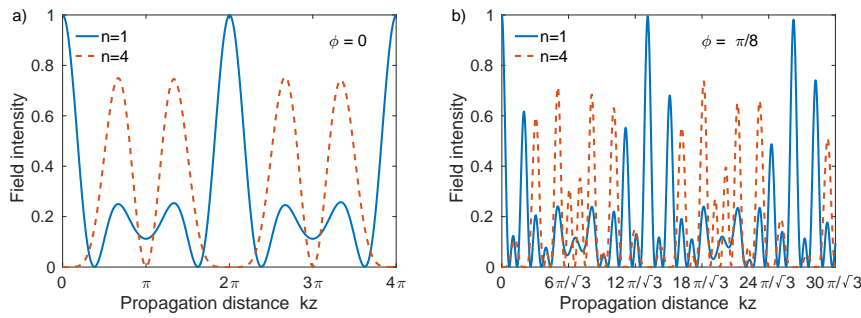 a)
n=1
n=4
ϕ = 0
1
0.8
0.6
0.4
0.2
0
Field intensity
0 π 2π 3π 4π
Propagation distance kz
b)
n=1
n=4
ϕ = π/8
1
0.8
0.6
0.4
0.2
0
Field intensity
0 6π/√3 12π/√3 18π/√3 24π/√3 30π/√3
Propagation distance kz